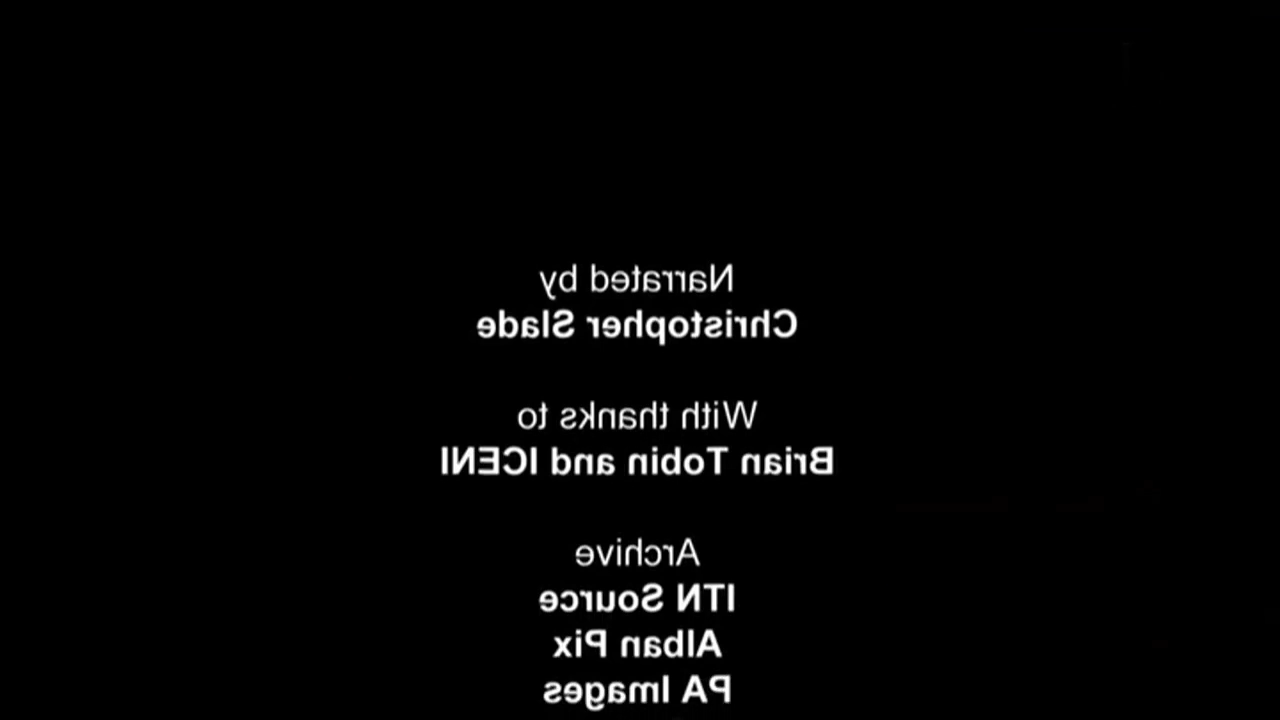 Narrated by
Christopher Slade
With thanks to
Brian Tobin and ICENI
Archive
ITN Source
Alban Pix
PA Images